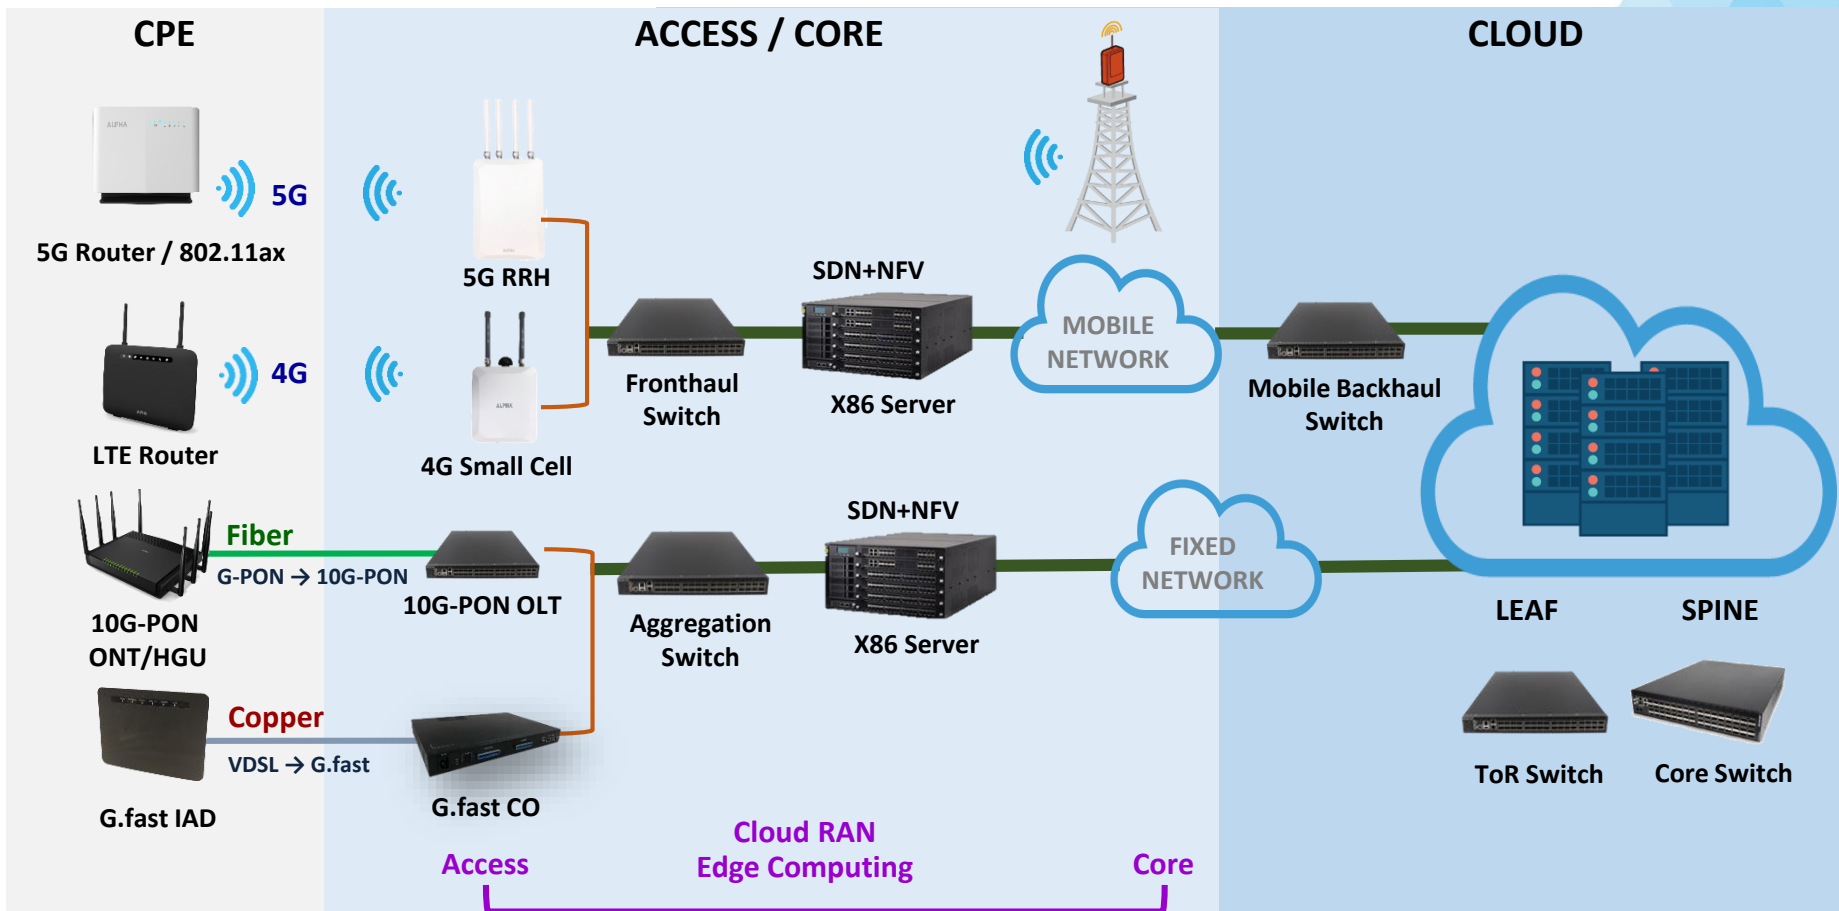 CPE
ACCESS / CORE
CLOUD
ALPHA
5G
5G Router / 802.11ax
5G RRH
SDN+NFV
MOBILE
NETWORK
4G
Fronthaul
Switch
X86 Server
Mobile Backhaul
Switch
ALPHA
LTE Router
4G Small Cell
SDN+NFV
Fiber
G-PON → 10G-PON
FIXED
NETWORK
10G-PON OLT
10G-PON
ONT/HGU
Aggregation
Switch
X86 Server
LEAF
SPINE
Copper
VDSL → G.fast
G.fast IAD
G.fast CO
ToR Switch
Core Switch
Cloud RAN
Edge Computing
Access
Core